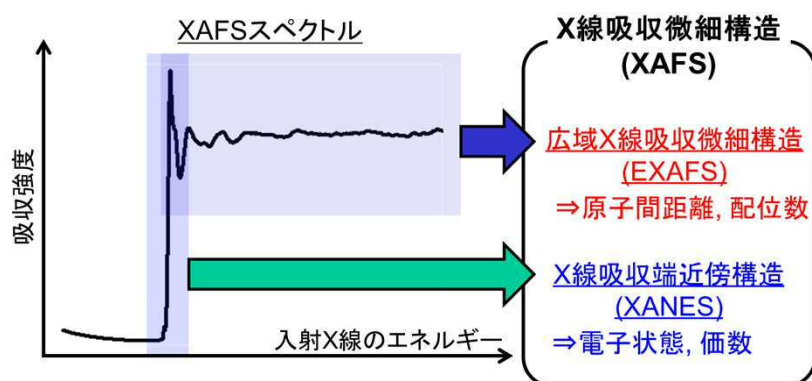 XAFSスペクトル
吸収強度
入射X線のエネルギー
X線吸収微細構造
(XAFS)
広域X線吸収微細構造
(EXAFS)
⇒原子間距離, 配位数
X線吸収端近傍構造
(XANES)
⇒電子状態, 価数